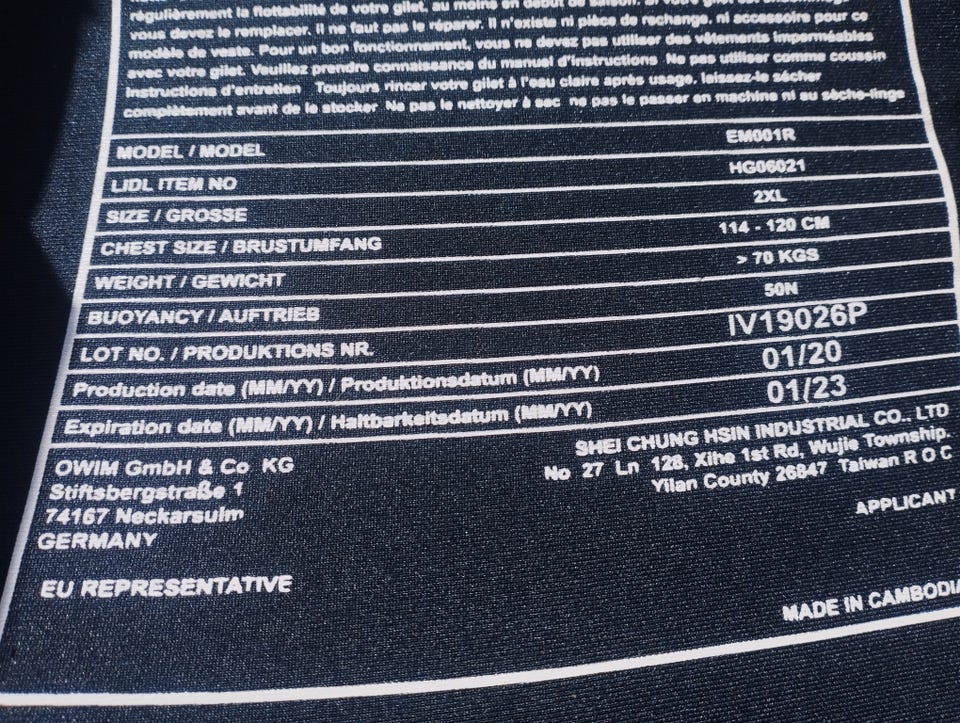 régulièrement la flottabilité de votre gilet, au moins en début de saison.
vous devez le remplacer. Il ne faut pas le réparer. Il n'existe ni pièce de rechange, ni accessoire pour ce
modèle de veste. Pour un bon fonctionnement, vous ne devez pas utiliser des vêtements imperméables
avec votre gilet. Veuillez prendre connaissance du manuel d'instructions Ne pas utiliser comme coussin
Instructions d'entretien Toujours rincer votre gilet à l'eau claire après usage, laissez-le sécher
complètement avant de le stocker Ne pas le nettoyer à sec ne pas le passer en machine ni au sèche-linge
MODEL / MODEL EM001R
LIDL ITEM NO HG06021
SIZE / GROSSE 2XL
CHEST SIZE / BRUSTUMFANG 114 - 120 CM
WEIGHT / GEWICHT > 70 KGS
BUOYANCY / AUFTRIEB 50N
LOT NO. / PRODUKTIONS NR. IV19026P
Production date (MM/YY) / Produktionsdatum (MM/YY) 01/20
Expiration date (MM/YY) / Haltbarkeitsdatum (MM/YY) 01/23
OWIM GmbH & Co KG
Stiftsbergstraße 1
74167 Neckarsulm
GERMANY
EU REPRESENTATIVE
SHEI CHUNG HSIN INDUSTRIAL CO., LTD
No 27 Ln 128, Xihe 1st Rd, Wujie Township.
Yilan County 26847 Taiwan R O C
APPLICANT
MADE IN CAMBODIA